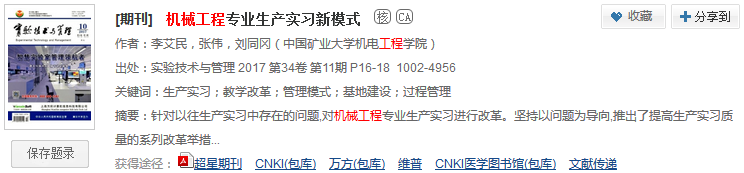 [期刊] 机械工程专业生产实习新模式 核 CA
收藏
分享到
作者：李艾民，张伟，刘同冈（中国矿业大学机电工程学院）
出处：实验技术与管理 2017 第34卷 第11期 P16-18 1002-4956
关键词：生产实习；教学改革；管理模式；基地建设；过程管理
摘要：针对以往生产实习中存在的问题,对机械工程专业生产实习进行改革。坚持以问题为导向,推出了提高生产实习质
量的系列改革举措...
获得途径： 超星期刊 CNKI(包库) 万方(包库) 维普 CNKI医学图书馆(包库) 文献传递
实验技术与管理
10
保存题录